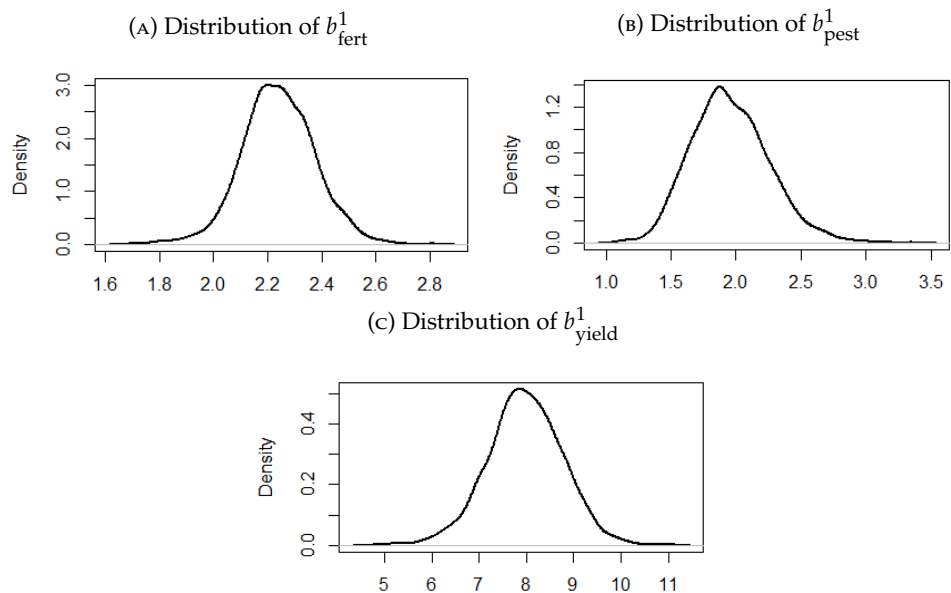 (A) Distribution of b¹fert
Density
0.0 1.0 2.0 3.0
1.6 2.0 2.2 2.4 2.6 2.8
(B) Distribution of b¹pest
Density
0.0 0.4 0.8 1.2
1.0 1.5 2.0 2.5 3.0 3.5
(C) Distribution of b¹yield
Density
0.0 0.2 0.4
5 6 7 8 9 10 11